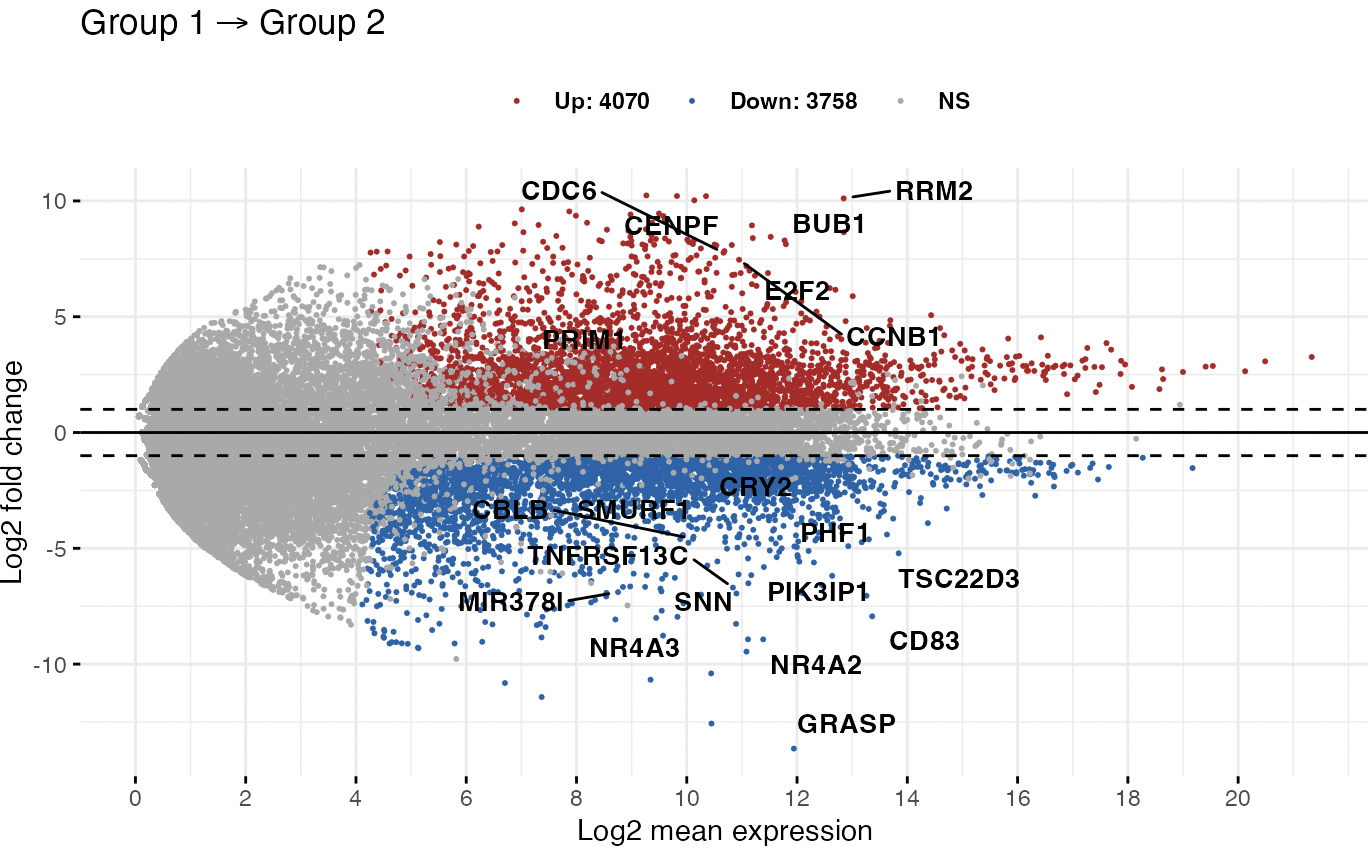 Group 1 → Group 2
Up: 4070 Down: 3758 NS
CDC6 RRM2
CENPF BUB1
E2F2
PRIM1 CCNB1
CRY2
CBLB SMURF1
PHF1
TNFRSF13C
TSC22D3
PIK3IP1
MIR378I SNN
CD83
NR4A3
NR4A2
GRASP
10
5
0
-5
-10
Log2 fold change
0 2 4 6 8 10 12 14 16 18 20
Log2 mean expression